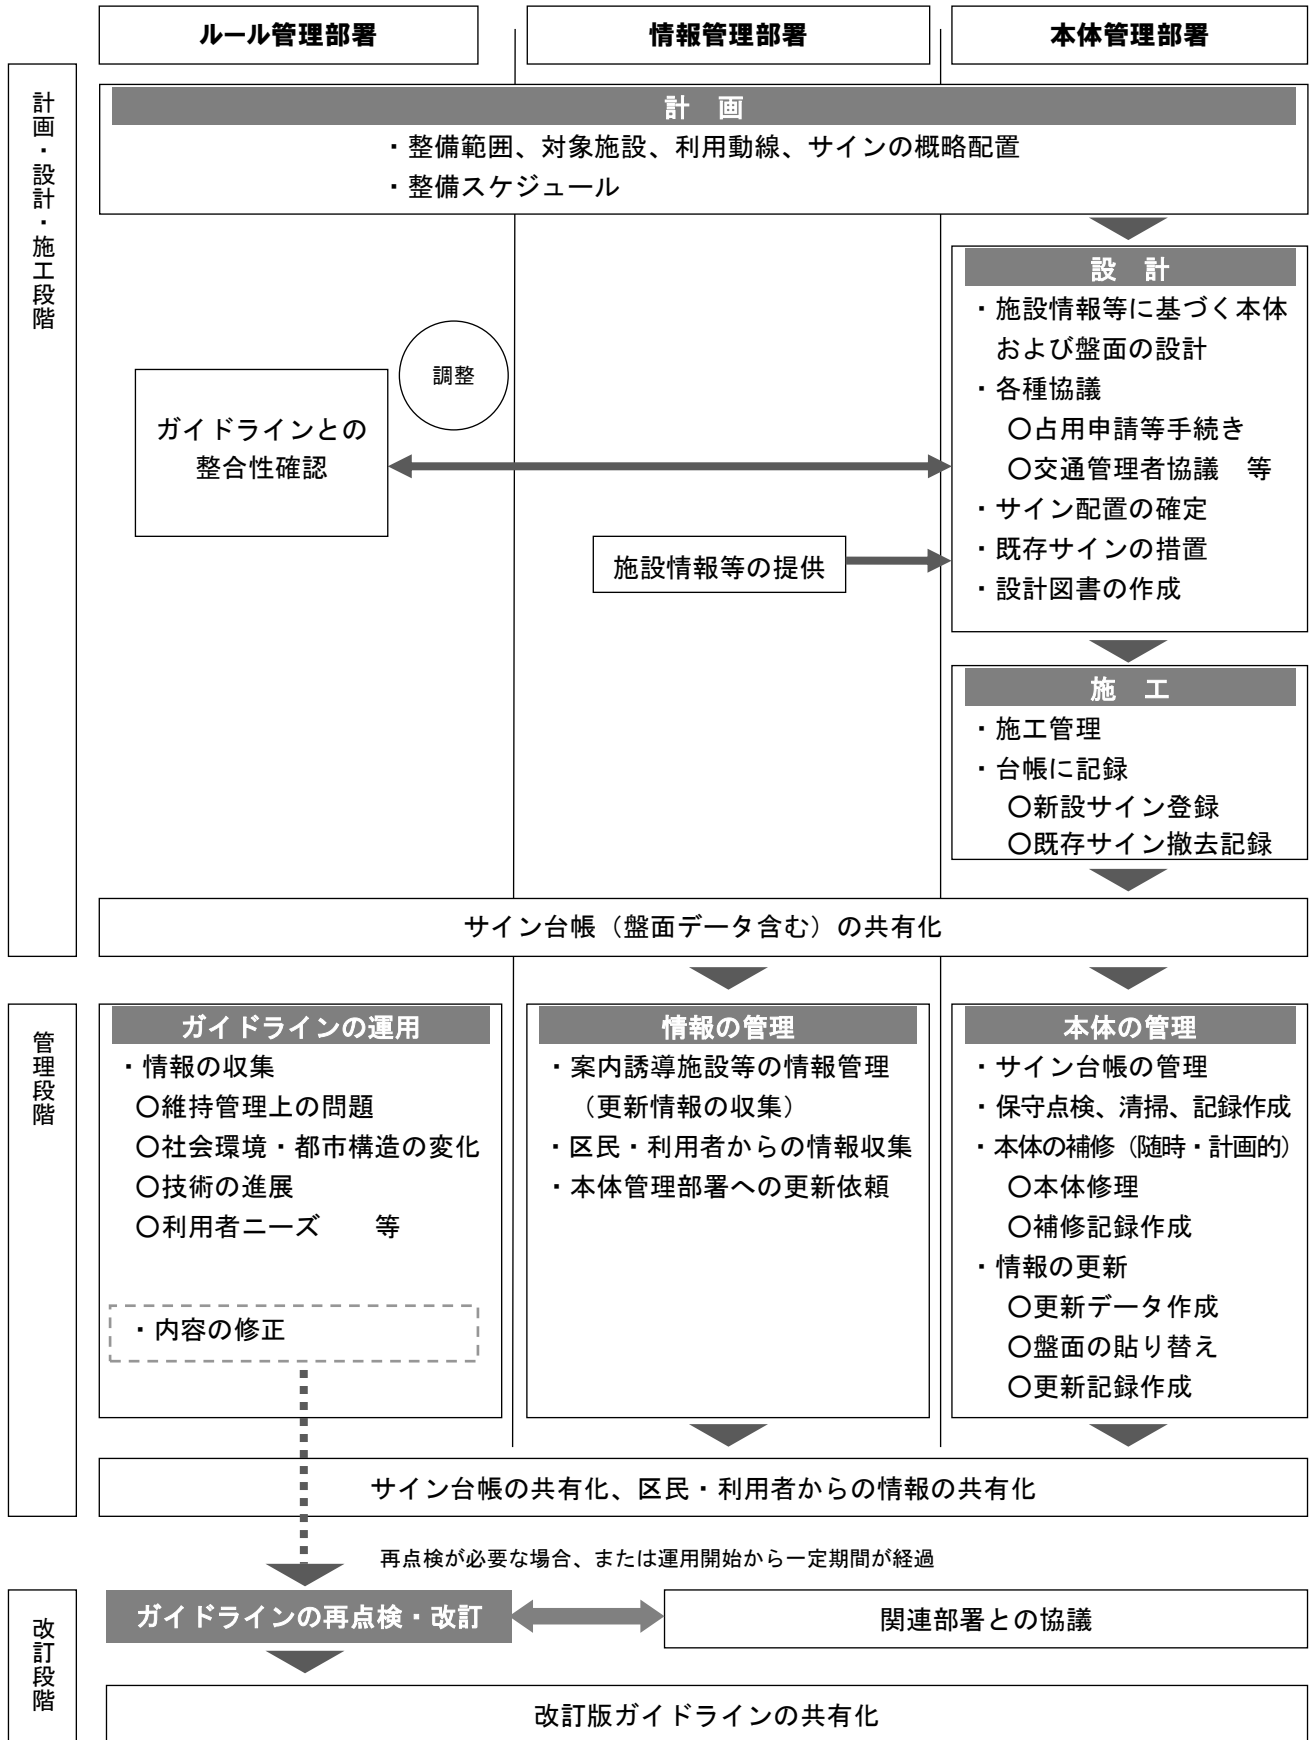 ルール管理部署
情報管理部署
本体管理部署
計画・設計・施工段階
計　画
・整備範囲、対象施設、利用動線、サインの概略配置
・整備スケジュール
設　計
・施設情報等に基づく本体
および盤面の設計
・各種協議
〇占用申請等手続き
〇交通管理者協議　等
・サイン配置の確定
・既存サインの措置
・設計図書の作成
調整
ガイドラインとの
整合性確認
施設情報等の提供
施　工
・施工管理
・台帳に記録
〇新設サイン登録
〇既存サイン撤去記録
サイン台帳（盤面データ含む）の共有化
管理段階
ガイドラインの運用
・情報の収集
〇維持管理上の問題
〇社会環境・都市構造の変化
〇技術の進展
〇利用者ニーズ　　等
・内容の修正
情報の管理
・案内誘導施設等の情報管理
（更新情報の収集）
・区民・利用者からの情報収集
・本体管理部署への更新依頼
本体の管理
・サイン台帳の管理
・保守点検、清掃、記録作成
・本体の補修（随時・計画的）
〇本体修理
〇補修記録作成
・情報の更新
〇更新データ作成
〇盤面の貼り替え
〇更新記録作成
サイン台帳の共有化、区民・利用者からの情報の共有化
再点検が必要な場合、または運用開始から一定期間が経過
改訂段階
ガイドラインの再点検・改訂
関連部署との協議
改訂版ガイドラインの共有化